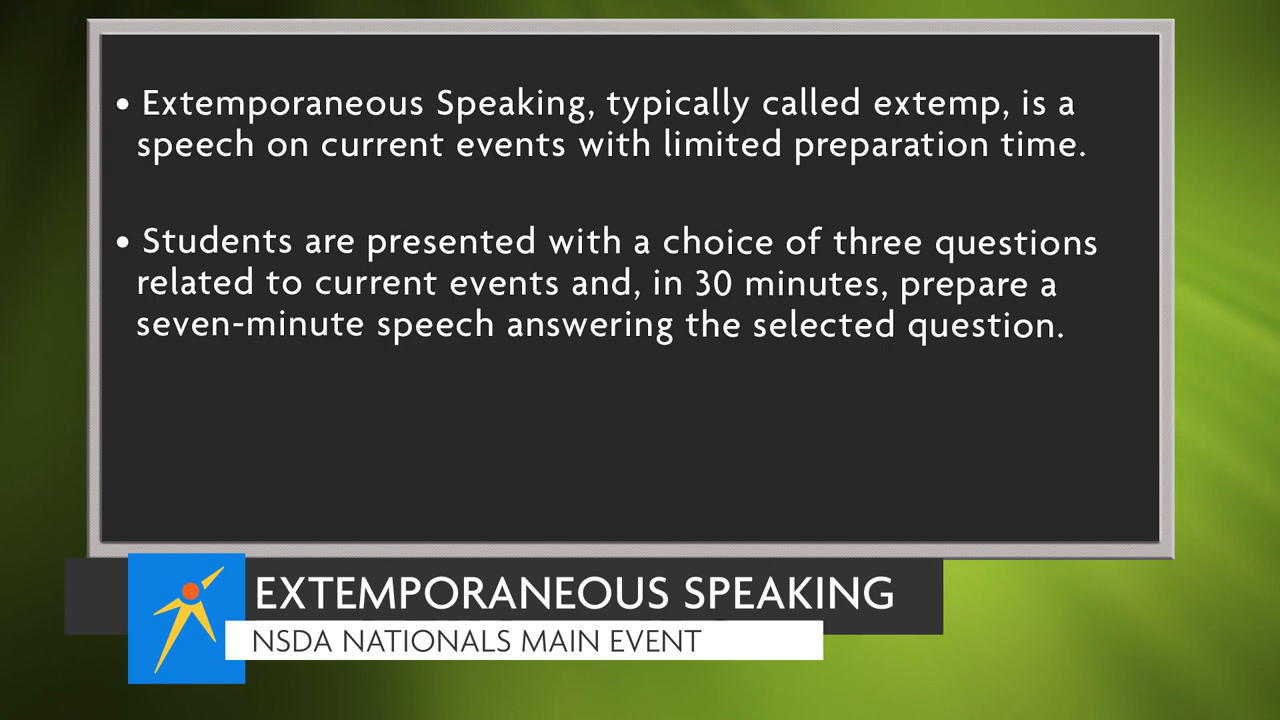 • Extemporaneous Speaking, typically called extemp, is a
speech on current events with limited preparation time.
• Students are presented with a choice of three questions
related to current events and, in 30 minutes, prepare a
seven-minute speech answering the selected question.
EXTEMPORANEOUS SPEAKING
NSDA NATIONALS MAIN EVENT